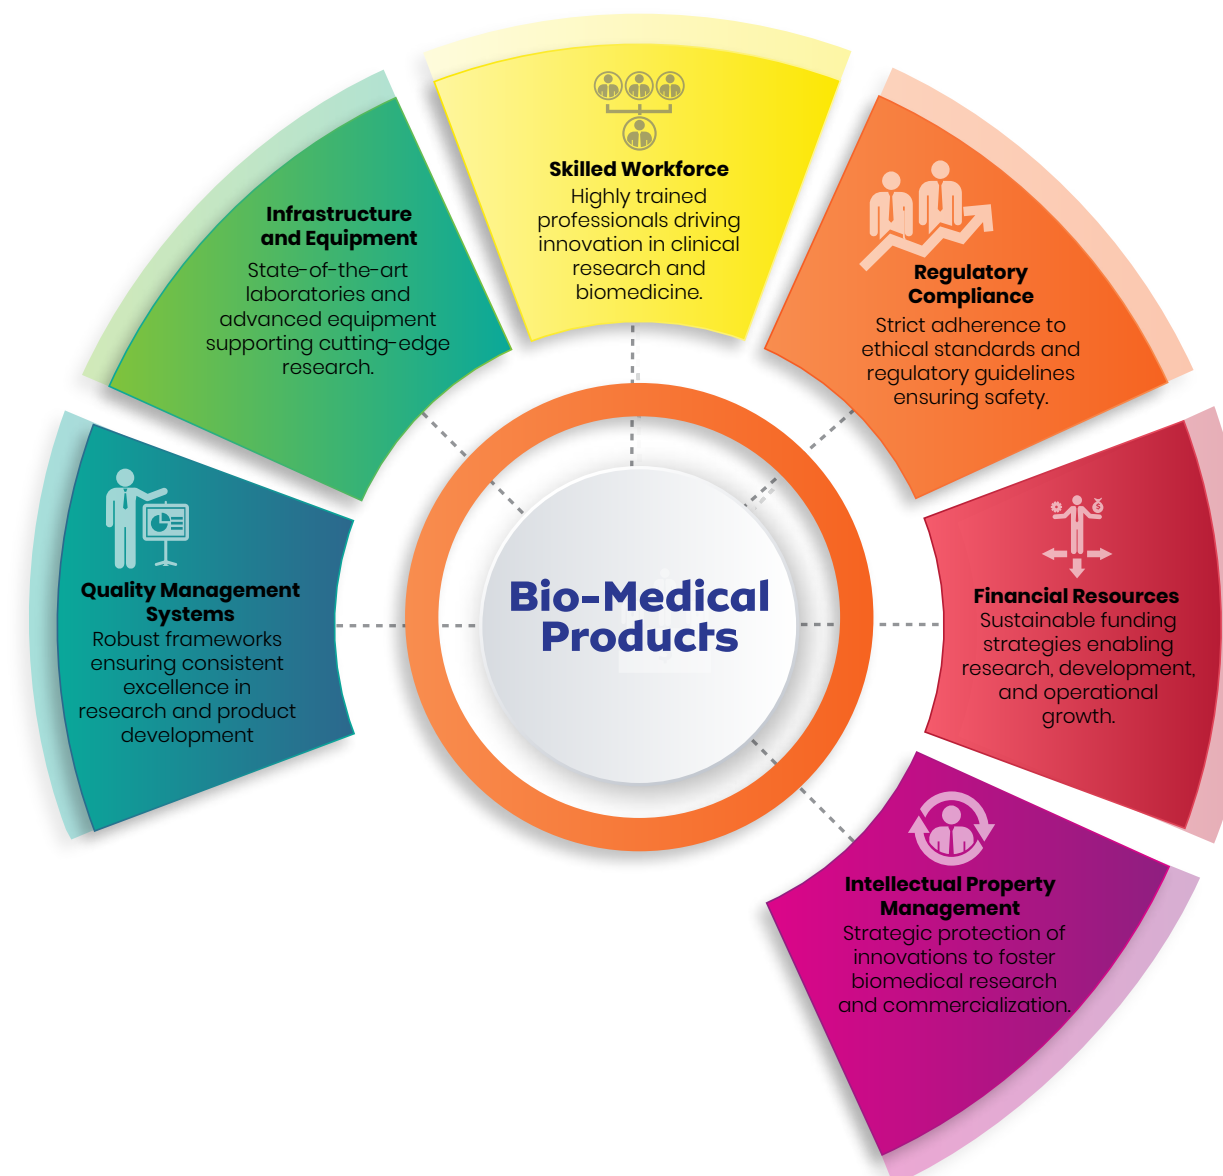 Skilled Workforce
Highly trained
professionals driving
innovation in clinical
research and
biomedicine.
Infrastructure
and Equipment
State-of-the-art
laboratories and
advanced equipment
supporting cutting-edge
research.
Regulatory
Compliance
Strict adherence to
ethical standards and
regulatory guidelines
ensuring safety.
Quality Management
Systems
Robust frameworks
ensuring consistent
excellence in
research and product
development
Bio-Medical
Products
Financial Resources
Sustainable funding
strategies enabling
research, development,
and operational
growth.
Intellectual Property
Management
Strategic protection of
innovations to foster
biomedical research
and commercialization.